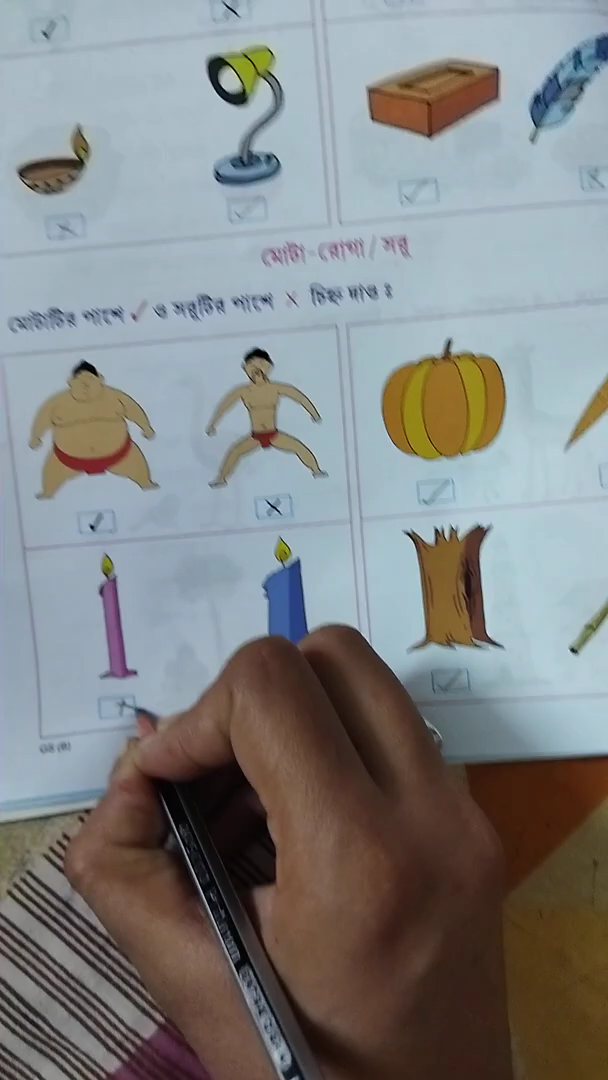 মোটা-রোগা / সরু
মোটাটির পাশে ✓ ও সরুটির পাশে × চিহ্ন দাও ঃ